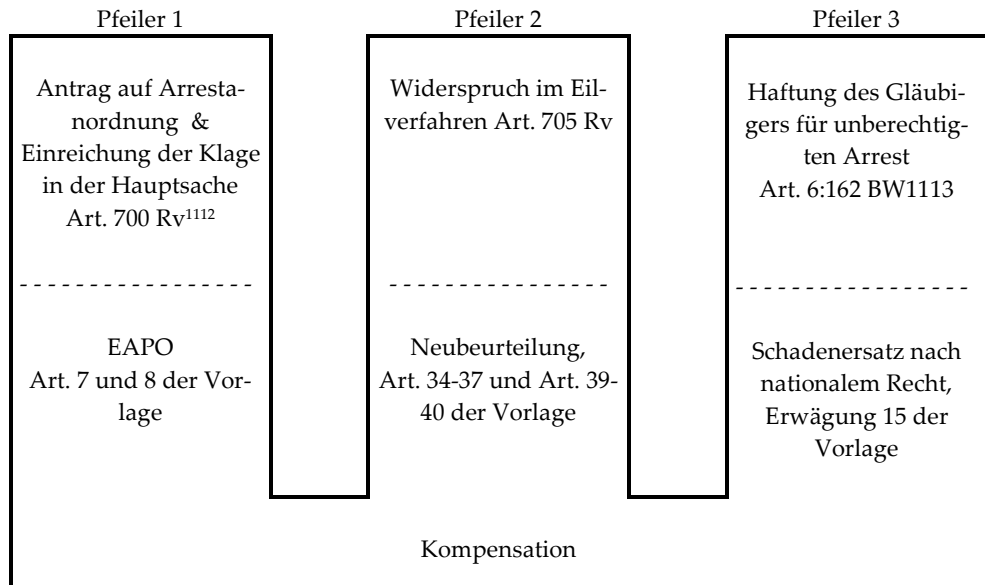 Pfeiler 1
Pfeiler 2
Pfeiler 3
Antrag auf Arresta-
nordnung &
Einreichung der Klage
in der Hauptsache
Art. 700 Rv¹¹¹²
Widerspruch im Eil-
verfahren Art. 705 Rv
Haftung des Gläubi-
gers für unberechtig-
ten Arrest
Art. 6:162 BW1113
EAPO
Art. 7 und 8 der Vor-
lage
Neubeurteilung,
Art. 34-37 und Art. 39-
40 der Vorlage
Schadenersatz nach
nationalem Recht,
Erwägung 15 der
Vorlage
Kompensation